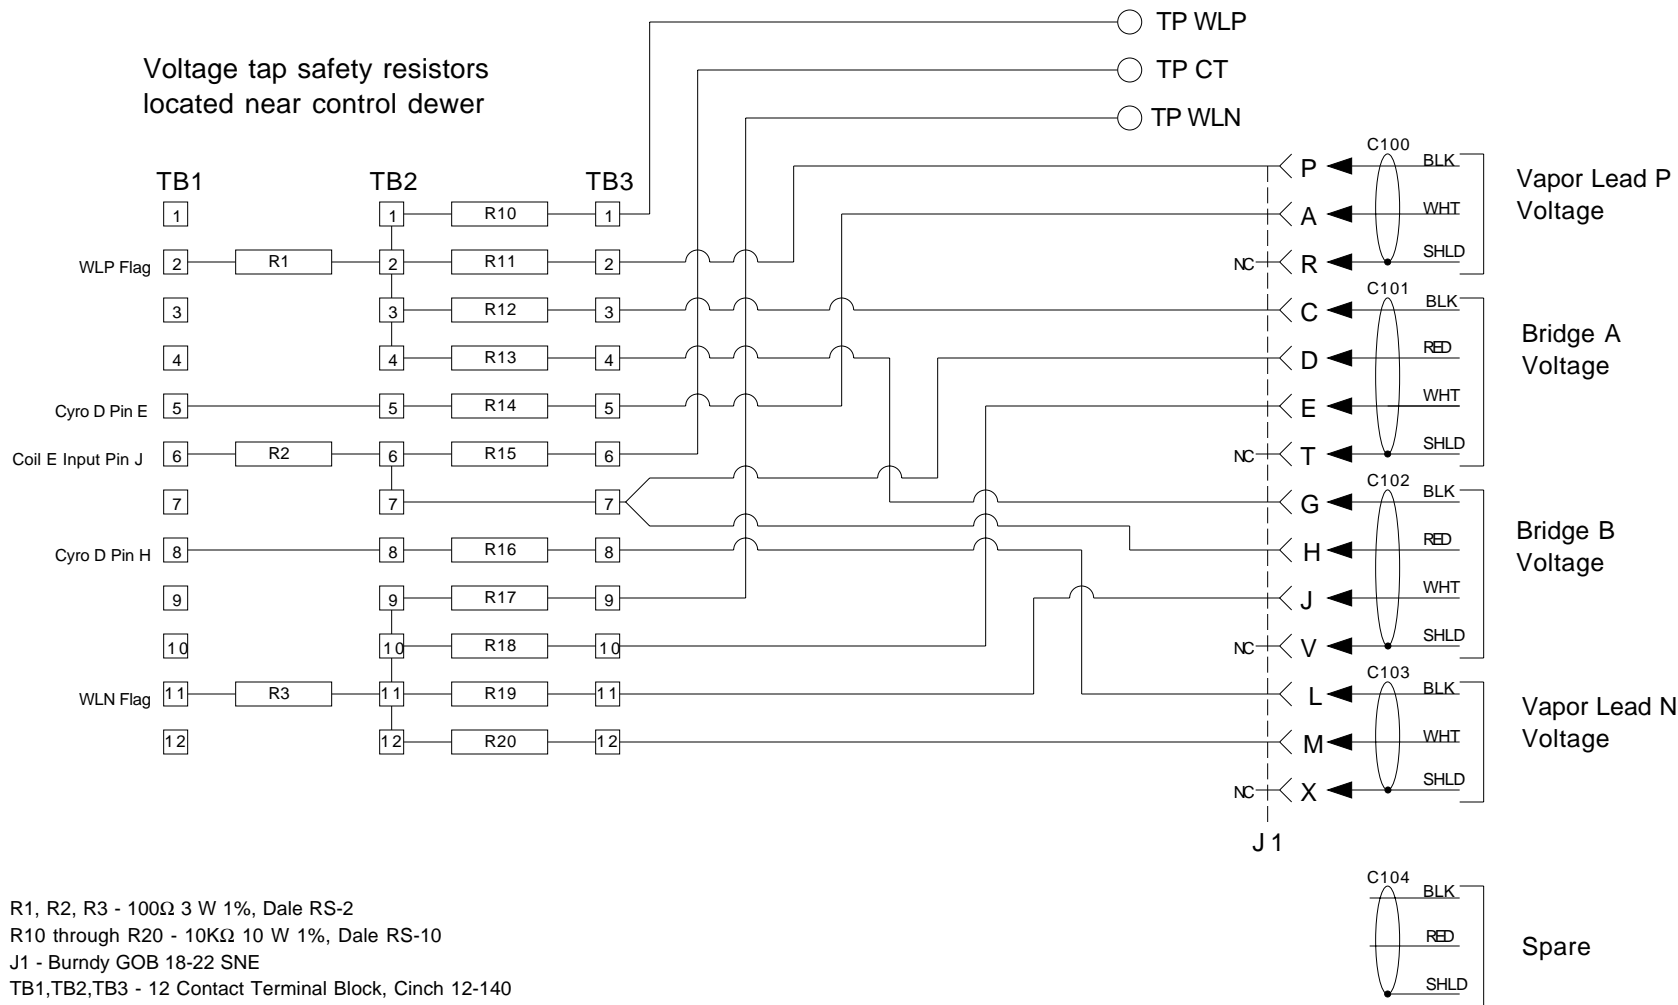 TP WLP
Voltage tap safety resistors
located near control dewer
TP CT
TP WLN
TB1
TB2
TB3
C100
P
BLK
Vapor Lead P
Voltage
1
1
R10
1
A
WHT
WLP Flag
2
R1
2
R11
2
NC
R
SHLD
C101
3
3
R12
3
C
BLK
Bridge A
Voltage
4
4
R13
4
D
RED
Cyro D Pin E
5
5
R14
5
E
WHT
Coil E Input Pin J
6
R2
6
R15
6
NC
T
SHLD
C102
7
7
7
G
BLK
Bridge B
Voltage
Cyro D Pin H
8
8
R16
8
H
RED
9
9
R17
9
J
WHT
10
10
R18
10
NC
V
SHLD
C103
WLN Flag
11
R3
11
R19
11
L
BLK
Vapor Lead N
Voltage
12
12
R20
12
M
WHT
NC
X
SHLD
J1
C104
BLK
RED
SHLD
Spare
R1, R2, R3 - 100Ω 3 W 1%, Dale RS-2
R10 through R20 - 10KΩ 10 W 1%, Dale RS-10
J1 - Burndy GOB 18-22 SNE
TB1,TB2,TB3 - 12 Contact Terminal Block, Cinch 12-140